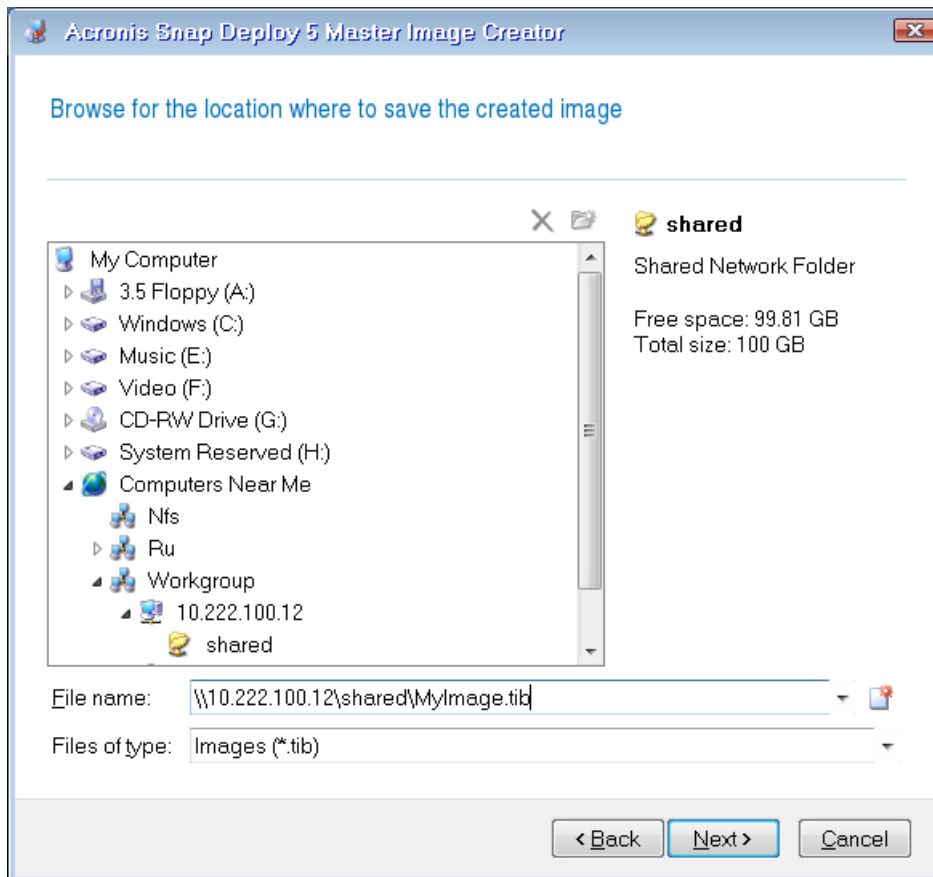 Acronis Snap Deploy 5 Master Image Creator
Browse for the location where to save the created image
My Computer
3.5 Floppy (A:)
Windows (C:)
Music (E:)
Video (F:)
CD-RW Drive (G:)
System Reserved (H:)
Computers Near Me
Nfs
Ru
Workgroup
10.222.100.12
shared
shared
Shared Network Folder
Free space: 99.81 GB
Total size: 100 GB
File name: \\10.222.100.12\shared\MyImage.tib
Files of type: Images (*.tib)
< Back Next > Cancel